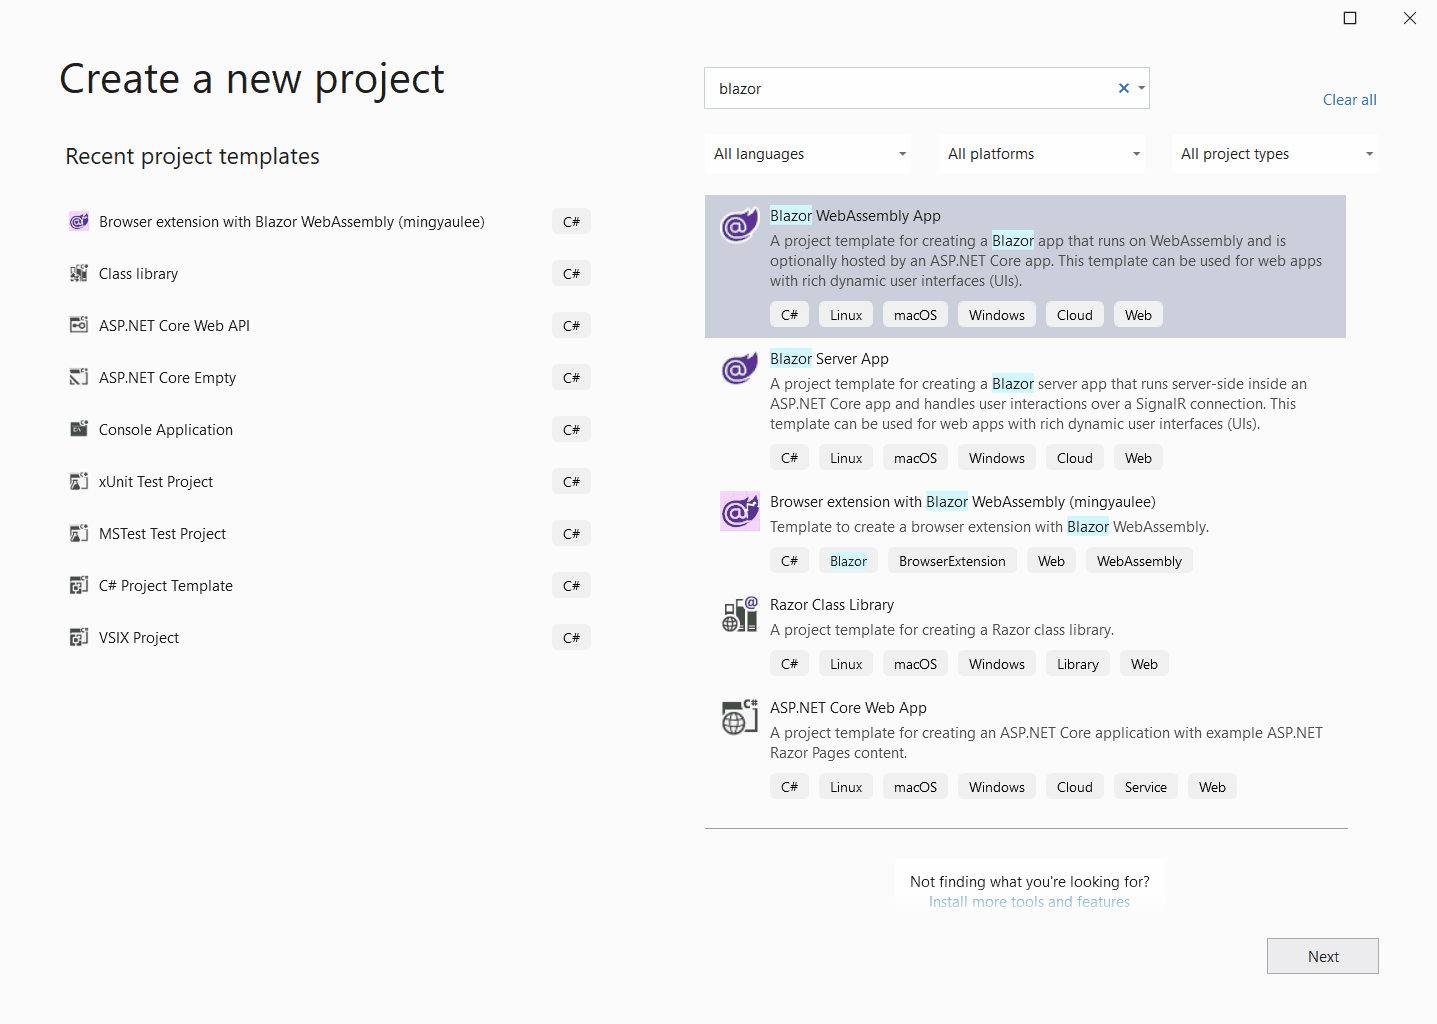 Create a new project
Recent project templates
Browser extension with Blazor WebAssembly (mingyaulee) C#
Class library C#
ASP.NET Core Web API C#
ASP.NET Core Empty C#
Console Application C#
xUnit Test Project C#
MSTest Test Project C#
C# Project Template C#
VSIX Project C#
blazor
Clear all
All languages All platforms All project types
Blazor WebAssembly App
A project template for creating a Blazor app that runs on WebAssembly and is
optionally hosted by an ASP.NET Core app. This template can be used for web apps
with rich dynamic user interfaces (UIs).
C# Linux macOS Windows Cloud Web
Blazor Server App
A project template for creating a Blazor server app that runs server-side inside an
ASP.NET Core app and handles user interactions over a SignalR connection. This
template can be used for web apps with rich dynamic user interfaces (UIs).
C# Linux macOS Windows Cloud Web
Browser extension with Blazor WebAssembly (mingyaulee)
Template to create a browser extension with Blazor WebAssembly.
C# Blazor BrowserExtension Web WebAssembly
Razor Class Library
A project template for creating a Razor class library.
C# Linux macOS Windows Library Web
ASP.NET Core Web App
A project template for creating an ASP.NET Core application with example ASP.NET
Razor Pages content.
C# Linux macOS Windows Cloud Service Web
Not finding what you're looking for?
Install more tools and features
Next